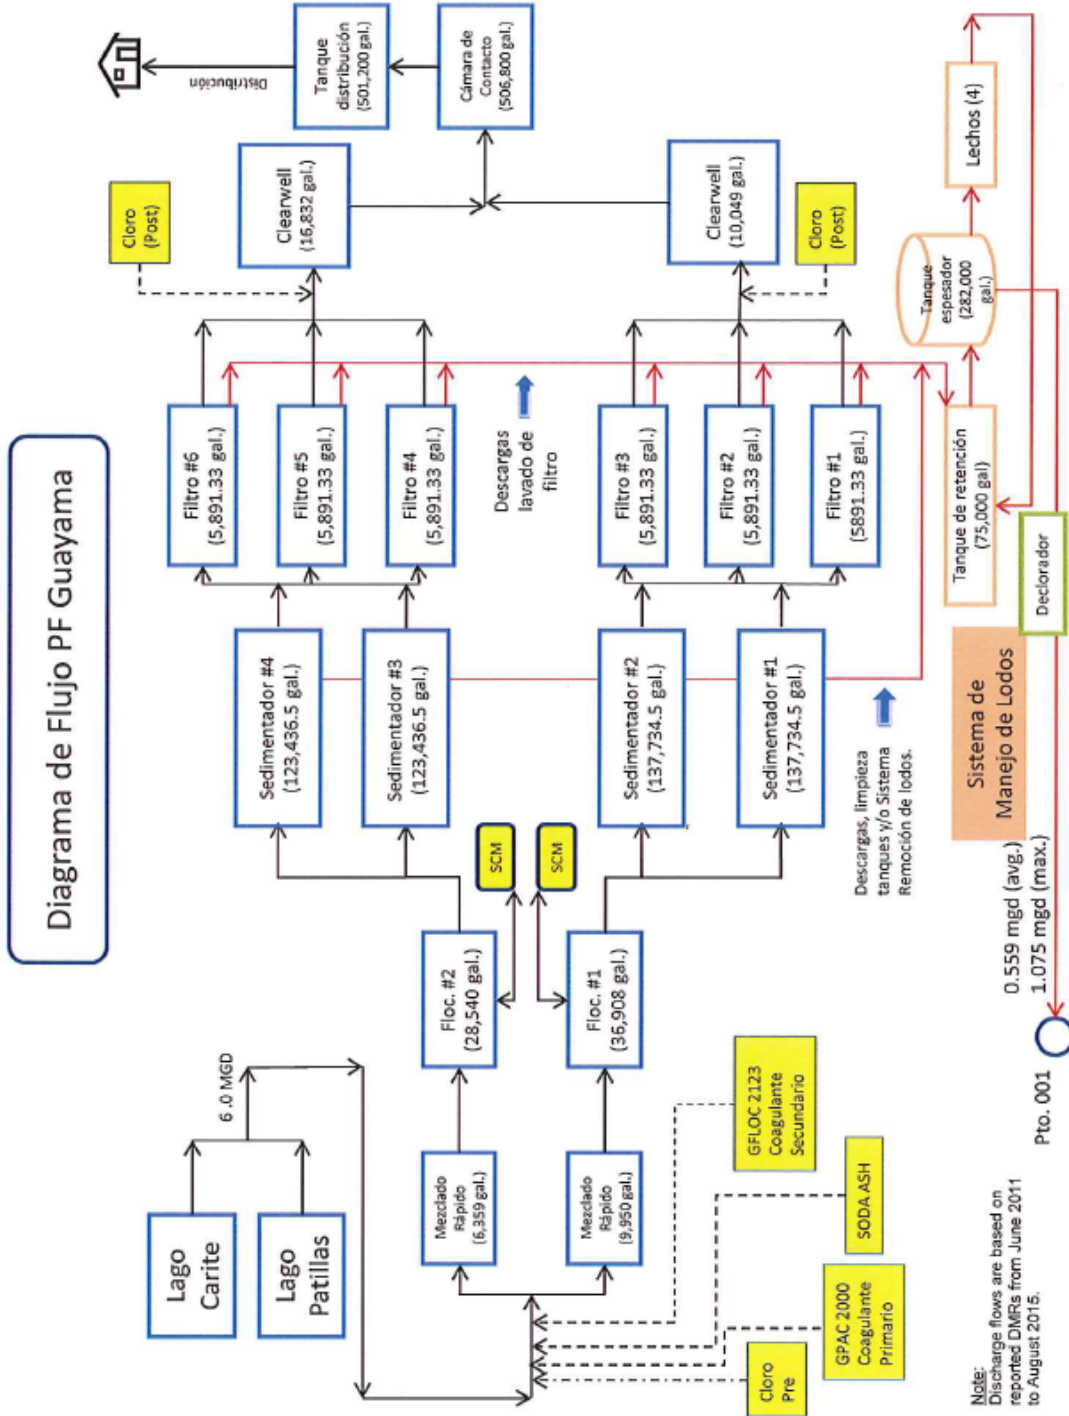 Diagrama de Flujo PF Guayama
Lago
Carite
Lago
Patillas
6.0 MGD
Mezclado
Rápido
(6,359 gal.)
Mezclado
Rápido
(9,950 gal.)
Floc. #2
(28,540 gal.)
Floc. #1
(36,908 gal.)
SCM
SCM
Sedimentador #4
(123,436.5 gal.)
Sedimentador #3
(123,436.5 gal.)
Sedimentador #2
(137,734.5 gal.)
Sedimentador #1
(137,734.5 gal.)
Filtro #6
(5,891.33 gal.)
Filtro #5
(5,891.33 gal.)
Filtro #4
(5,891.33 gal.)
Filtro #3
(5,891.33 gal.)
Filtro #2
(5,891.33 gal.)
Filtro #1
(5891.33 gal.)
Descargas
lavado de
filtro
Cloro
(Post)
Clearwell
(16,832 gal.)
Clearwell
(10,049 gal.)
Cloro
(Post)
Distribución
Tanque
distribución
(501,200 gal.)
Cámara de
Contacto
(506,800 gal.)
Cloro
Pre
GPAC 2000
Coagulante
Primario
SODA ASH
GFLOC 2123
Coagulante
Secundario
Descargas, limpieza
tanques y/o Sistema
Remoción de lodos.
Sistema de
Manejo de Lodos
Tanque de retención
(75,000 gal)
Tanque
espesador
(282,000
gal.)
Lechos (4)
Declorador
0.559 mgd (avg.)
1.075 mgd (max.)
Pto. 001
Note:
Discharge flows are based on
reported DMRs from June 2011
to August 2015.